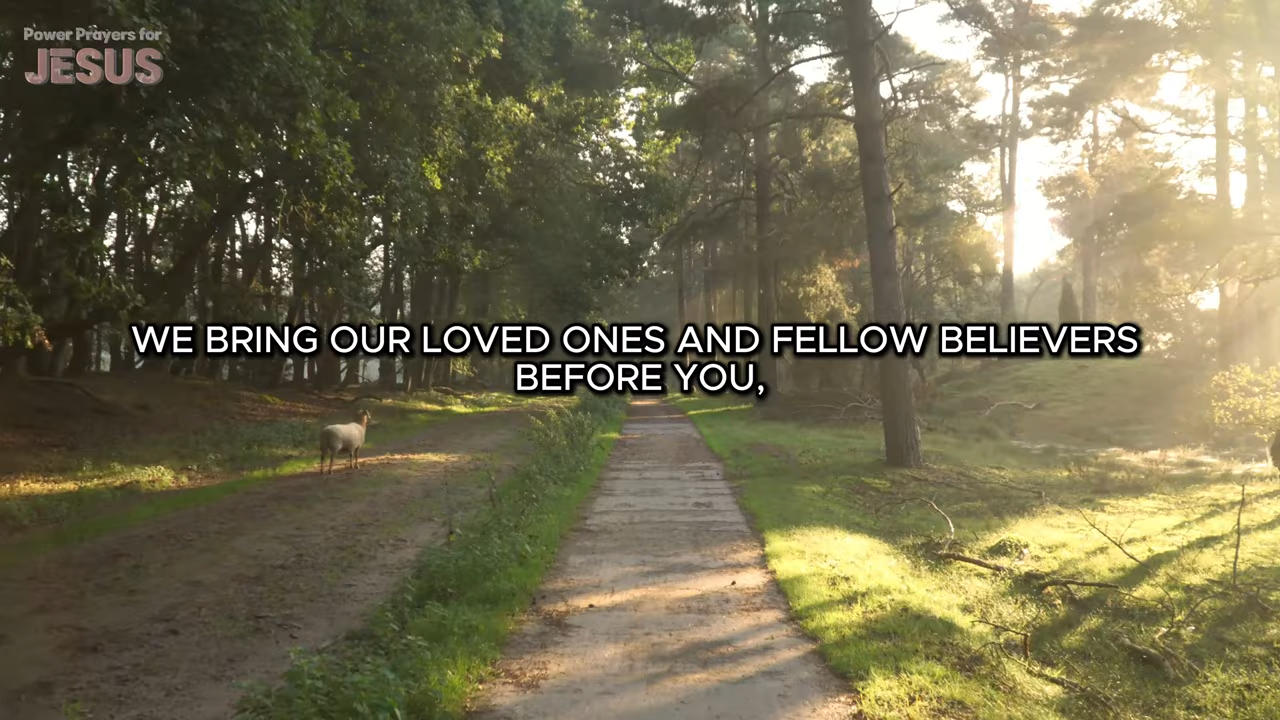 Power Prayers for
JESUS
WE BRING OUR LOVED ONES AND FELLOW BELIEVERS
BEFORE YOU,